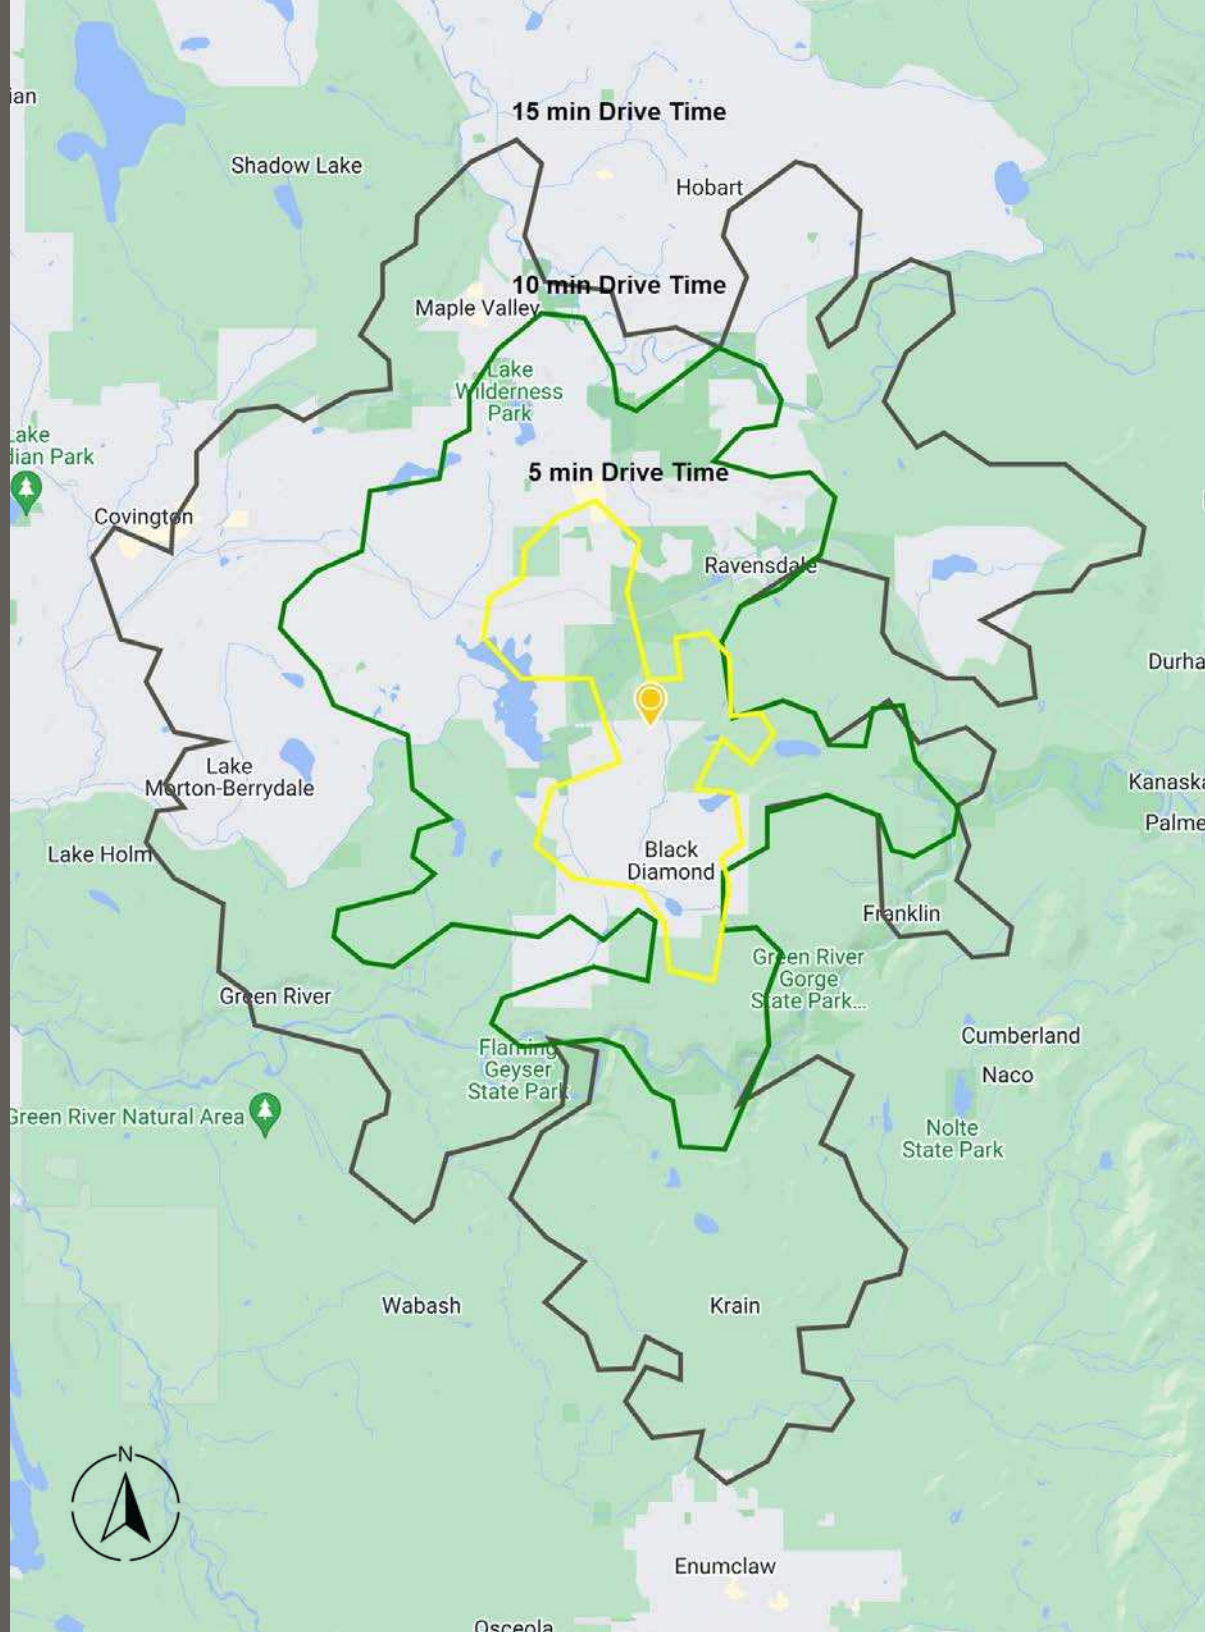 15 min Drive Time
ian
Shadow Lake
Hobart
10 min Drive Time
Maple Valley
Lake
Wilderness
Park
Lake
dian Park
5 min Drive Time
Covington
Ravensdale
Durha
Lake
Morton-Berrydale
Kanaska
Palme
Lake Holm
Black
Diamond
Franklin
Green River
Gorge
State Park...
Green River
Cumberland
Flaming
Geyser
State Park
Naco
Green River Natural Area
Nolte
State Park
Wabash
Krain
N
Enumclaw
Osceola